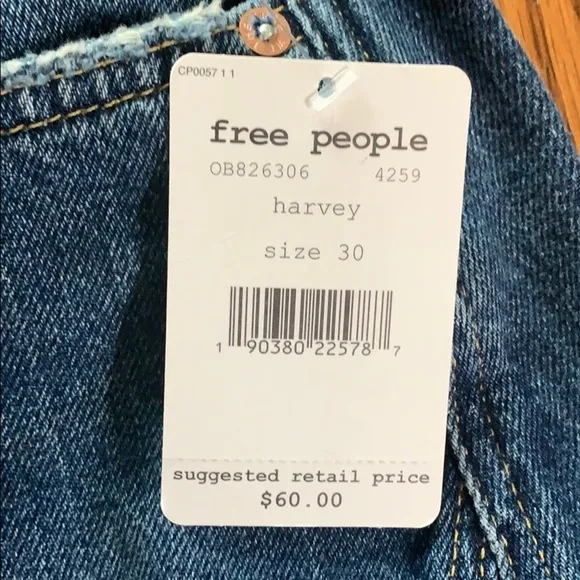 CP0057 1 1
free people
OB826306 4259
harvey
size 30
1 90380 22578 7
suggested retail price
$60.00